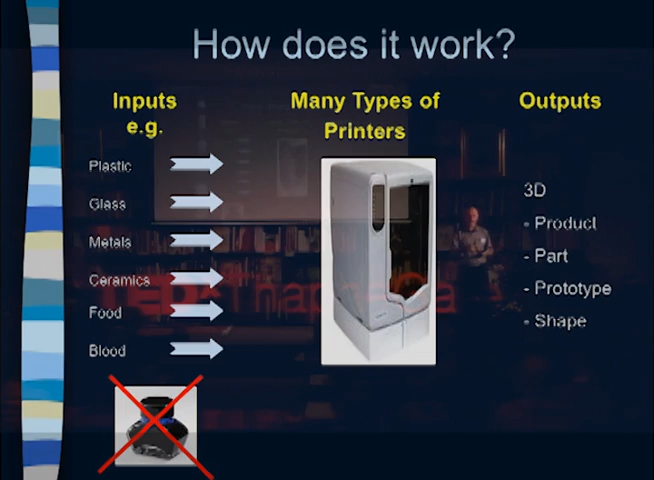 How does it work?
Inputs
e.g.
Many Types of
Printers
Outputs
Plastic
Glass
Metals
Ceramics
Food
Blood
3D
- Product
- Part
- Prototype
- Shape